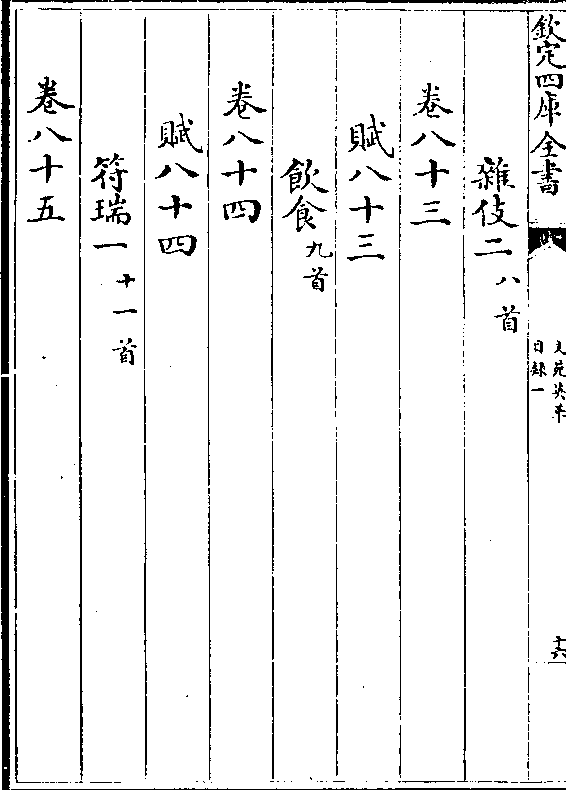 欽定四庫全書
文苑英華
目録一
十六
雜伎二八首
卷八十三
賦八十三
飲食九首
卷八十四
賦八十四
符瑞一十一首
卷八十五